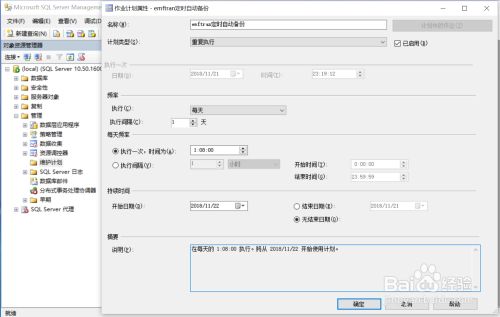 Microsoft SQL Server Manageme
文件(F) 编辑(E) 查看(V)
新建查询(N)
对象资源管理器
连接
(local) (SQL Server 10.50.1600
数据库
安全性
服务器对象
复制
管理
数据层应用程序
策略管理
数据收集
资源调控器
维护计划
SQL Server 日志
数据库邮件
分布式事务处理协调器
早期
SQL Server 代理
就绪
作业计划属性 - emftran定时自动备份
名称(N): emftran定时自动备份
计划类型(S): 重复执行
已启用(B)
执行一次
日期(D): 2018/11/21 时间(T): 23:19:12
频率
执行(C): 每天
执行间隔(R): 1 天
每天频率
执行一次，时间为(A): 1:08:00
执行间隔(V): 1 小时
开始时间(I): 0:00:00
结束时间(G): 23:59:59
持续时间
开始日期(D): 2018/11/22
结束日期(E): 2018/11/21
无结束日期(O):
摘要
说明(P): 在每天的 1:08:00 执行。将从 2018/11/22 开始使用计划。
确定 取消 帮助
Baidu 经验